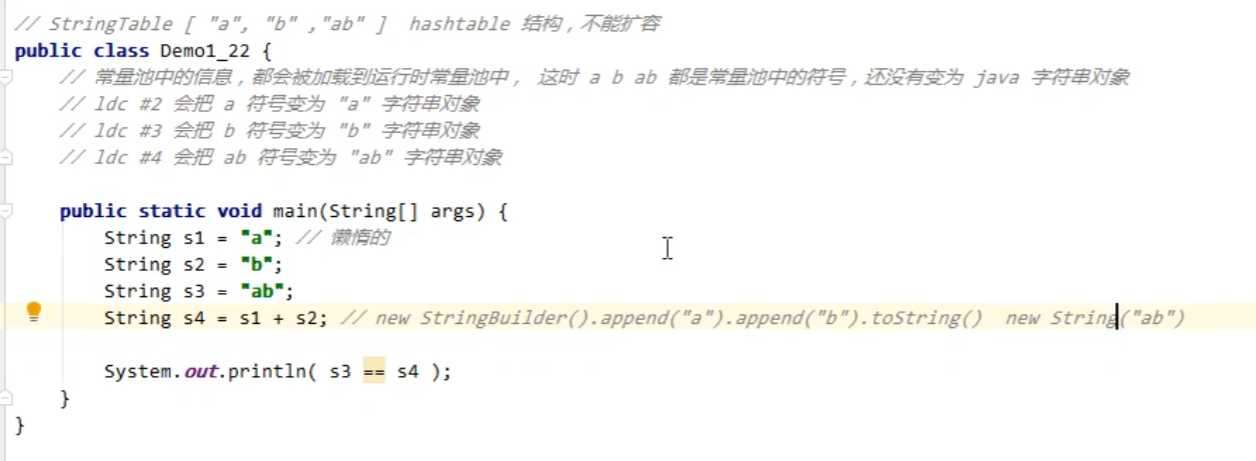 // StringTable [ "a", "b" ,"ab" ]  hashtable 结构，不能扩容
public class Demo1_22 {
    // 常量池中的信息，都会被加载到运行时常量池中， 这时 a b ab 都是常量池中的符号，还没有变为 java 字符串对象
    // ldc #2 会把 a 符号变为 "a" 字符串对象
    // ldc #3 会把 b 符号变为 "b" 字符串对象
    // ldc #4 会把 ab 符号变为 "ab" 字符串对象
    public static void main(String[] args) {
        String s1 = "a"; // 懒惰的
        String s2 = "b";
        String s3 = "ab";
        String s4 = s1 + s2; // new StringBuilder().append("a").append("b").toString()  new String("ab")
        System.out.println( s3 == s4 );
    }
}